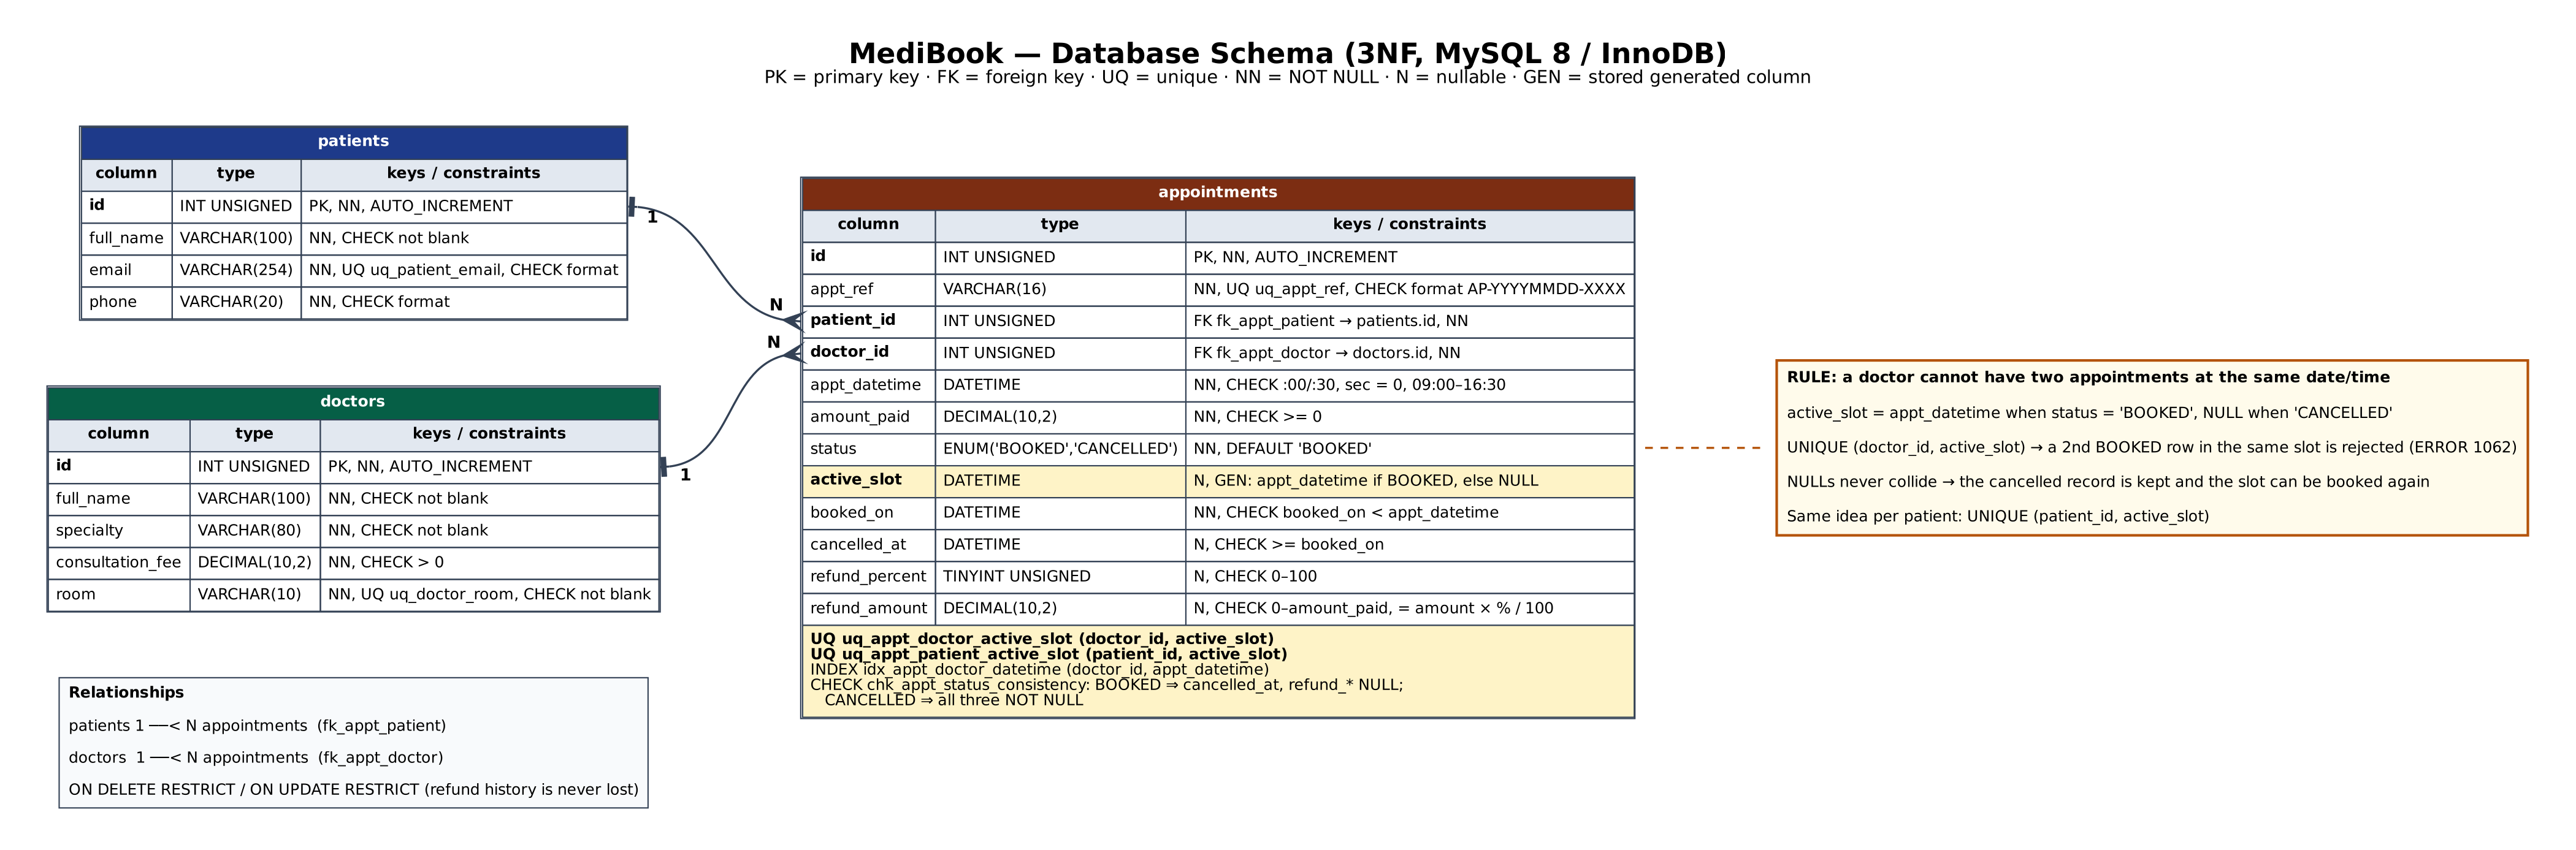 MediBook — Database Schema (3NF, MySQL 8 / InnoDB)
PK = primary key · FK = foreign key · UQ = unique · NN = NOT NULL · N = nullable · GEN = stored generated column
patients
column type keys / constraints
id INT UNSIGNED PK, NN, AUTO_INCREMENT
full_name VARCHAR(100) NN, CHECK not blank
email VARCHAR(254) NN, UQ uq_patient_email, CHECK format
phone VARCHAR(20) NN, CHECK format
1
N
N
1
doctors
column type keys / constraints
id INT UNSIGNED PK, NN, AUTO_INCREMENT
full_name VARCHAR(100) NN, CHECK not blank
specialty VARCHAR(80) NN, CHECK not blank
consultation_fee DECIMAL(10,2) NN, CHECK > 0
room VARCHAR(10) NN, UQ uq_doctor_room, CHECK not blank
Relationships
patients 1 ──< N appointments (fk_appt_patient)
doctors 1 ──< N appointments (fk_appt_doctor)
ON DELETE RESTRICT / ON UPDATE RESTRICT (refund history is never lost)
appointments
column type keys / constraints
id INT UNSIGNED PK, NN, AUTO_INCREMENT
appt_ref VARCHAR(16) NN, UQ uq_appt_ref, CHECK format AP-YYYYMMDD-XXXX
patient_id INT UNSIGNED FK fk_appt_patient → patients.id, NN
doctor_id INT UNSIGNED FK fk_appt_doctor → doctors.id, NN
appt_datetime DATETIME NN, CHECK :00/:30, sec = 0, 09:00–16:30
amount_paid DECIMAL(10,2) NN, CHECK >= 0
status ENUM('BOOKED','CANCELLED') NN, DEFAULT 'BOOKED'
active_slot DATETIME N, GEN: appt_datetime if BOOKED, else NULL
booked_on DATETIME NN, CHECK booked_on < appt_datetime
cancelled_at DATETIME N, CHECK >= booked_on
refund_percent TINYINT UNSIGNED N, CHECK 0–100
refund_amount DECIMAL(10,2) N, CHECK 0–amount_paid, = amount × % / 100
UQ uq_appt_doctor_active_slot (doctor_id, active_slot)
UQ uq_appt_patient_active_slot (patient_id, active_slot)
INDEX idx_appt_doctor_datetime (doctor_id, appt_datetime)
CHECK chk_appt_status_consistency: BOOKED ⇒ cancelled_at, refund_* NULL;
CANCELLED ⇒ all three NOT NULL
RULE: a doctor cannot have two appointments at the same date/time
active_slot = appt_datetime when status = 'BOOKED', NULL when 'CANCELLED'
UNIQUE (doctor_id, active_slot) → a 2nd BOOKED row in the same slot is rejected (ERROR 1062)
NULLs never collide → the cancelled record is kept and the slot can be booked again
Same idea per patient: UNIQUE (patient_id, active_slot)